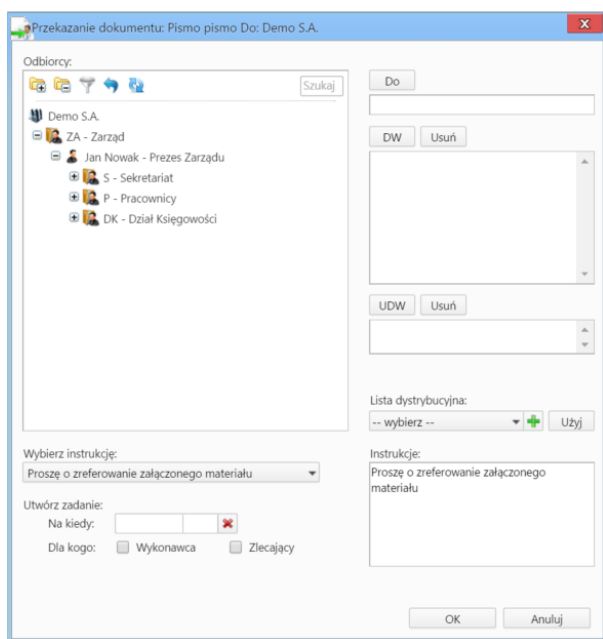 Przekazanie dokumentu: Pismo pismo Do: Demo S.A.
Odbiorcy:
Szukaj
Demo S.A.
ZA - Zarząd
Jan Nowak - Prezes Zarządu
S - Sekretariat
P - Pracownicy
DK - Dział Księgowości
Do
DW Usuń
UDW Usuń
Lista dystrybucyjna:
-- wybierz -- Użyj
Wybierz instrukcję:
Proszę o zreferowanie załączonego materiału
Instrukcje:
Proszę o zreferowanie załączonego
materiału
Utwórz zadanie:
Na kiedy:
Dla kogo: Wykonawca Zlecający
OK Anuluj